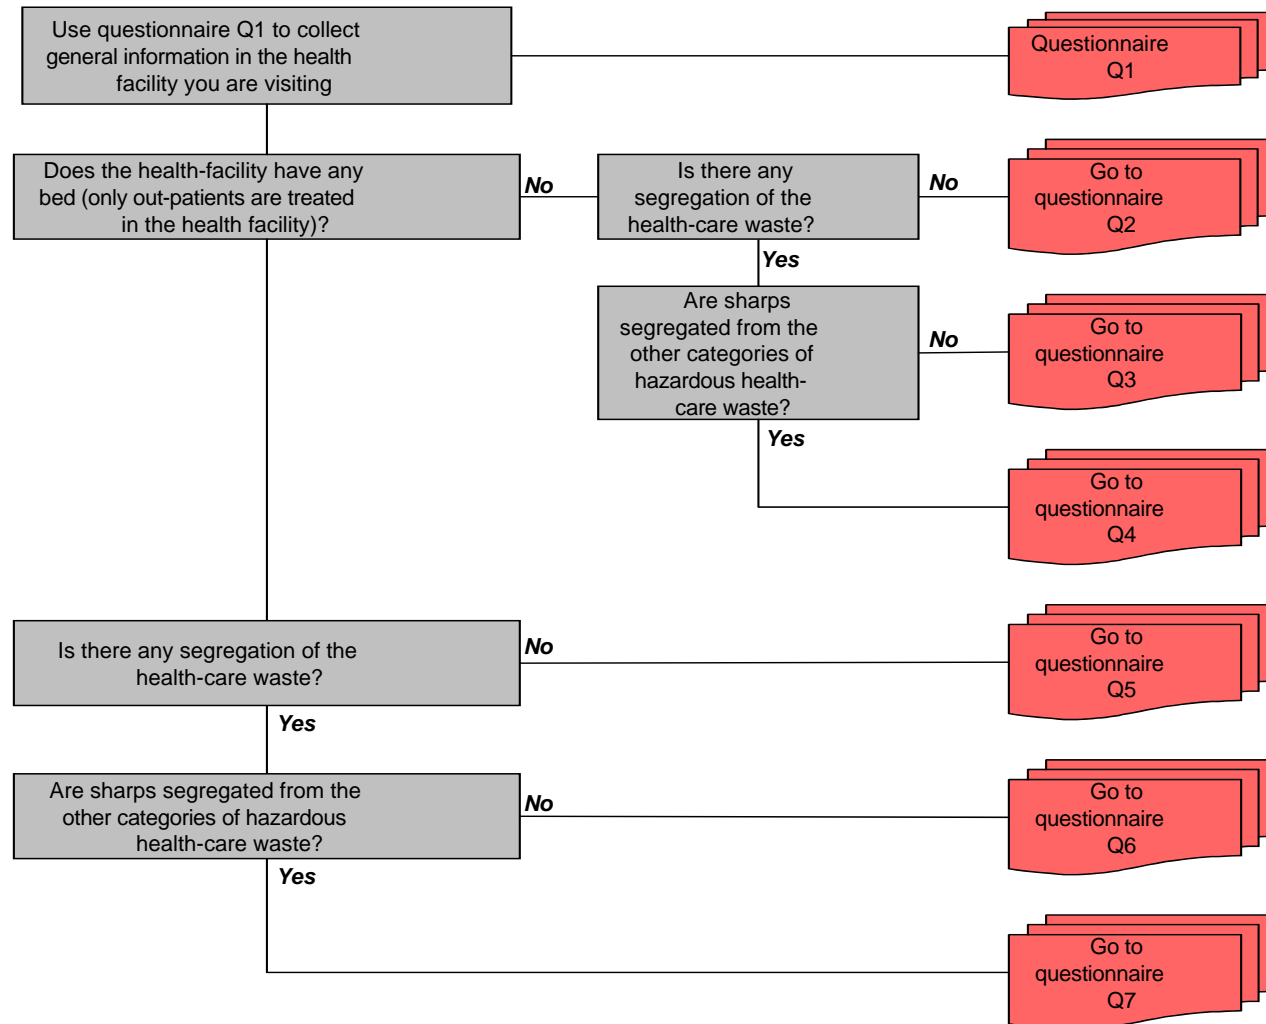 Use questionnaire Q1 to collect
general information in the health
facility you are visiting
Questionnaire
Q1
Does the health-facility have any
bed (only out-patients are treated
in the health facility)?
No
Is there any
segregation of the
health-care waste?
No
Go to
questionnaire
Q2
Yes
Are sharps
segregated from the
other categories of
hazardous health-
care waste?
No
Go to
questionnaire
Q3
Yes
Go to
questionnaire
Q4
Is there any segregation of the
health-care waste?
No
Go to
questionnaire
Q5
Yes
Are sharps segregated from the
other categories of hazardous
health-care waste?
No
Go to
questionnaire
Q6
Yes
Go to
questionnaire
Q7